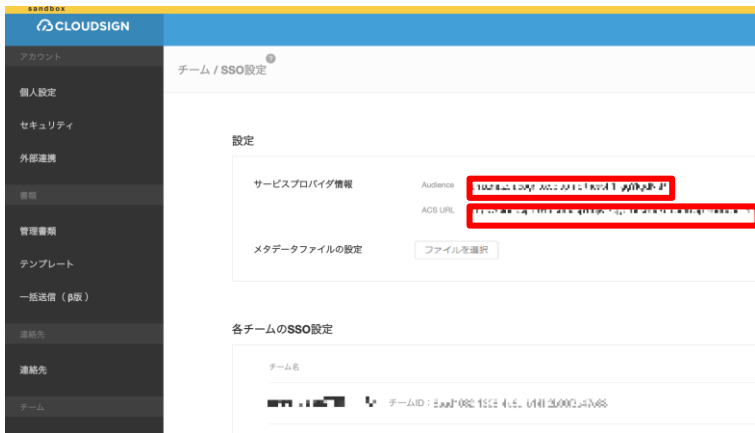 sandbox
CLOUDSIGN
アカウント
チーム / SSO設定
?
個人設定
セキュリティ
外部連携
書類
管理書類
テンプレート
一括送信（β版）
連絡先
連絡先
チーム
設定
サービスプロバイダ情報
Audience
ACS URL
メタデータファイルの設定
ファイルを選択
各チームのSSO設定
チーム名
チームID：